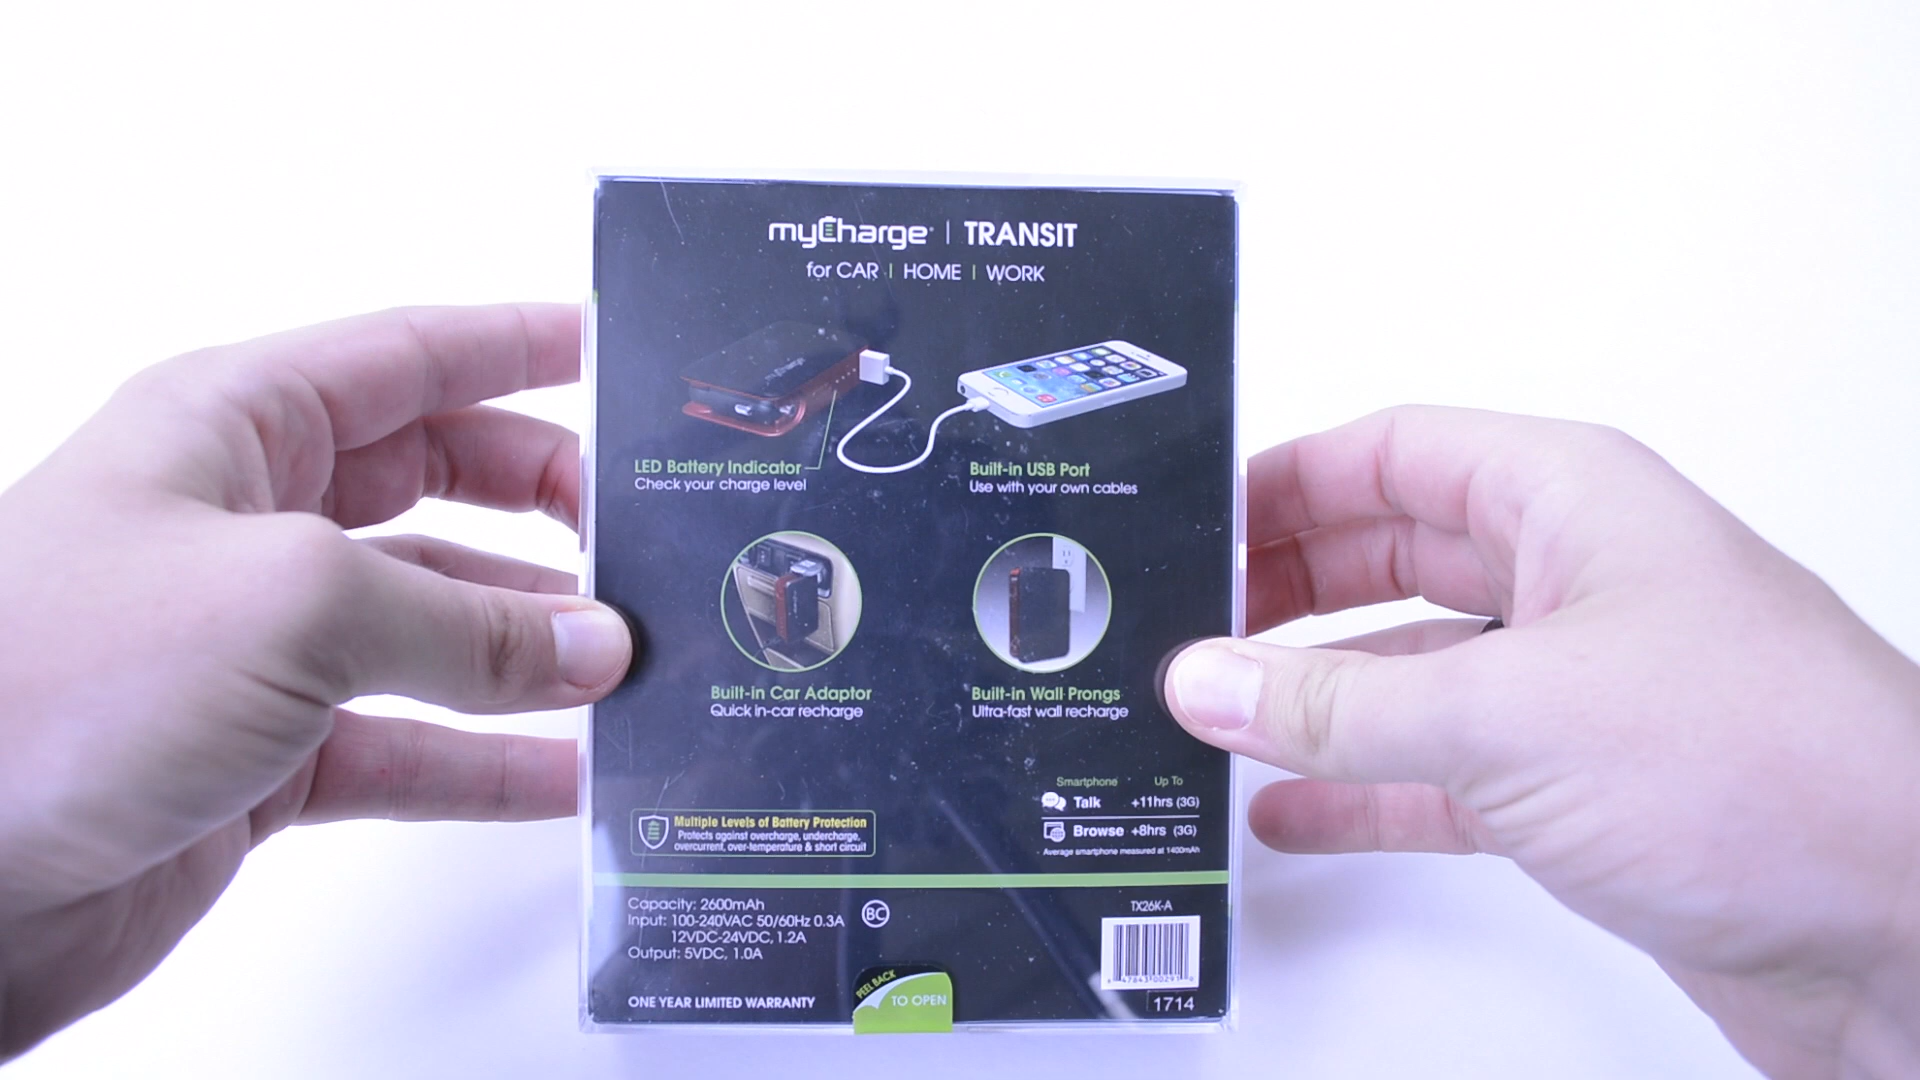 myCharge | TRANSIT
for CAR | HOME | WORK
myCharge
LED Battery Indicator
Check your charge level
Built-in USB Port
Use with your own cables
Built-in Car Adaptor
Quick in-car recharge
Built-in Wall Prongs
Ultra-fast wall recharge
Smartphone Up To
Talk +11hrs (3G)
Browse +8hrs (3G)
Average smartphone measured at 1400mAh
Multiple Levels of Battery Protection
Protects against overcharge, undercharge,
overcurrent, over-temperature & short circuit
Capacity: 2600mAh
Input: 100-240VAC 50/60Hz 0.3A
12VDC-24VDC, 1.2A
Output: 5VDC, 1.0A
BC
TX26K-A
ONE YEAR LIMITED WARRANTY
PEEL BACK
TO OPEN
1714